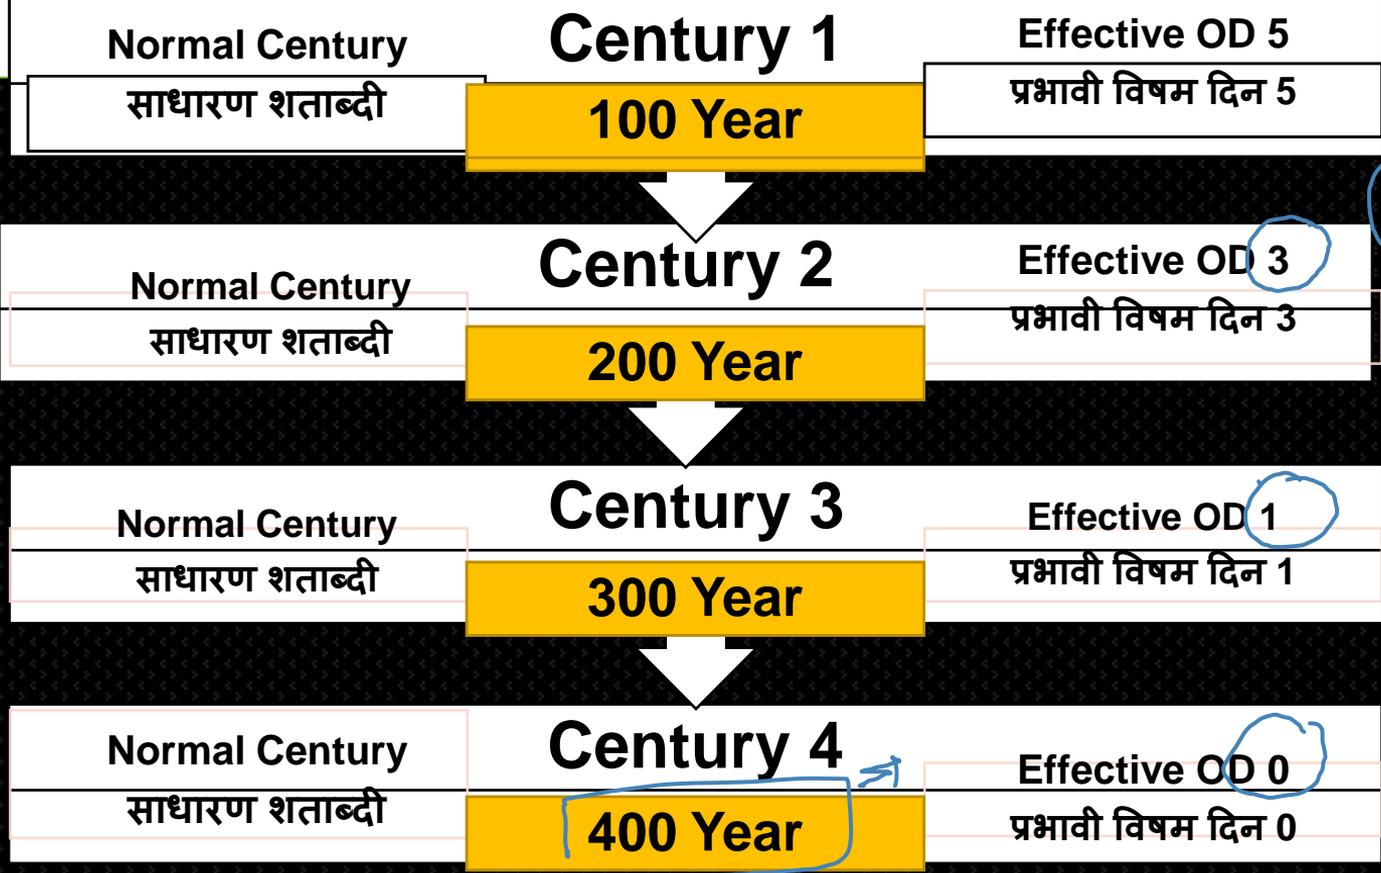 Normal Century
साधारण शताब्दी
Century 1
100 Year
Effective OD 5
प्रभावी विषम दिन 5
Normal Century
साधारण शताब्दी
Century 2
200 Year
Effective OD 3
प्रभावी विषम दिन 3
Normal Century
साधारण शताब्दी
Century 3
300 Year
Effective OD 1
प्रभावी विषम दिन 1
Normal Century
साधारण शताब्दी
Century 4
400 Year
Effective OD 0
प्रभावी विषम दिन 0